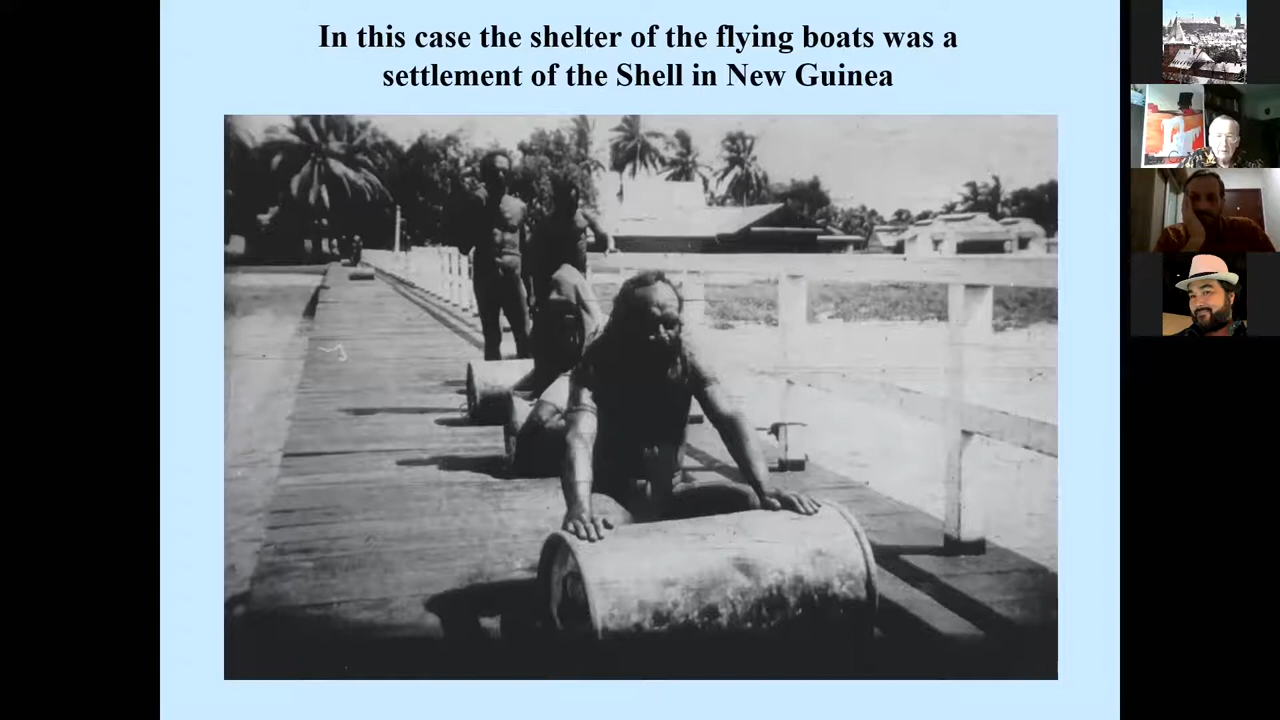 In this case the shelter of the flying boats was a
settlement of the Shell in New Guinea